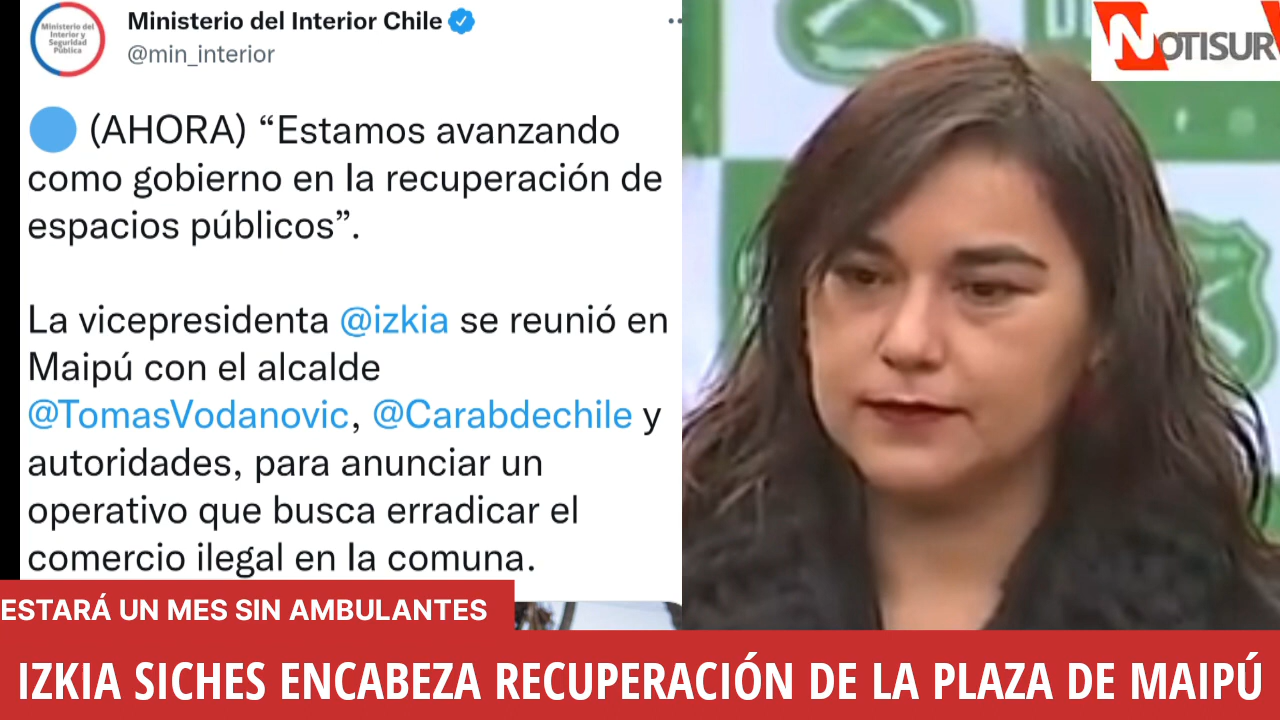 Ministerio del Interior Chile
@min_interior
Ministerio del
Interior y
Seguridad
Pública
(AHORA) “Estamos avanzando
como gobierno en la recuperación de
espacios públicos”.
La vicepresidenta @izkia se reunió en
Maipú con el alcalde
@TomasVodanovic, @Carabdechile y
autoridades, para anunciar un
operativo que busca erradicar el
comercio ilegal en la comuna.
NOTISUR
ESTARÁ UN MES SIN AMBULANTES
IZKIA SICHES ENCABEZA RECUPERACIÓN DE LA PLAZA DE MAIPÚ